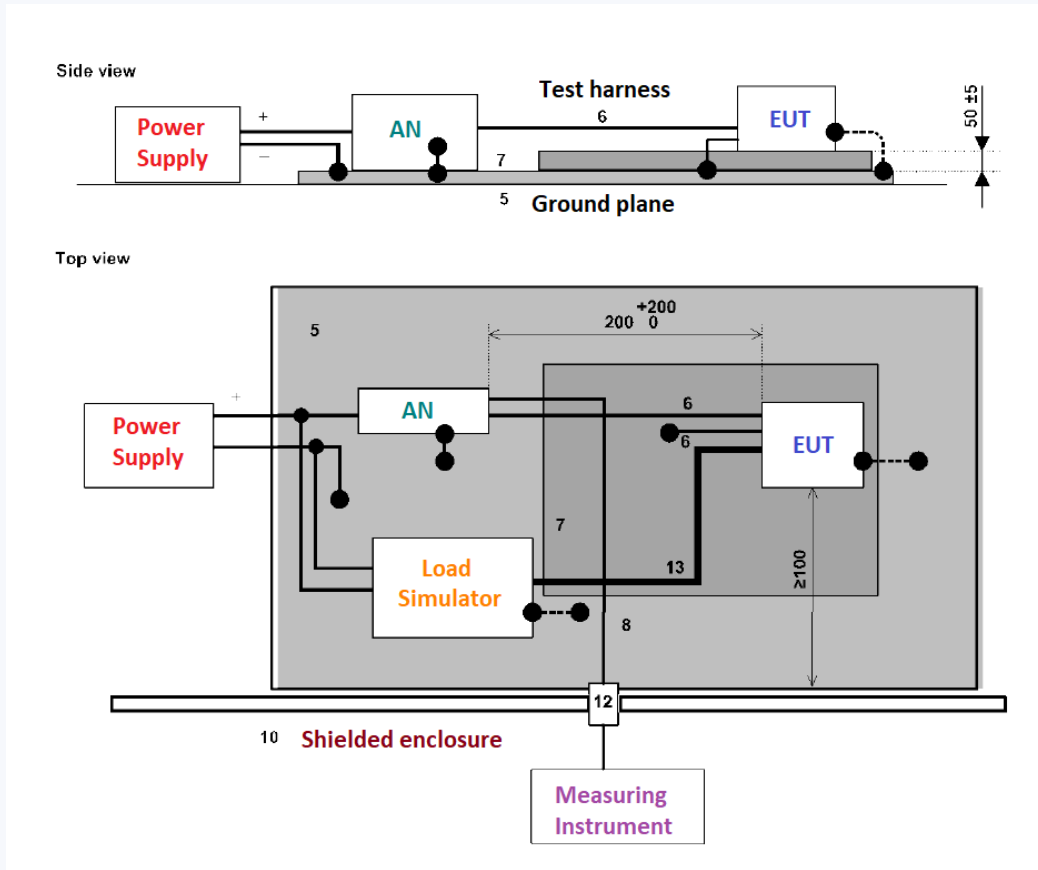 Side view
Power
Supply
+
−
AN
Test harness
6
EUT
50 ±5
7
5
Ground plane
Top view
5
+200
200 0
+
Power
Supply
AN
6
6
EUT
7
Load
Simulator
13
≥100
8
12
10
Shielded enclosure
Measuring
Instrument